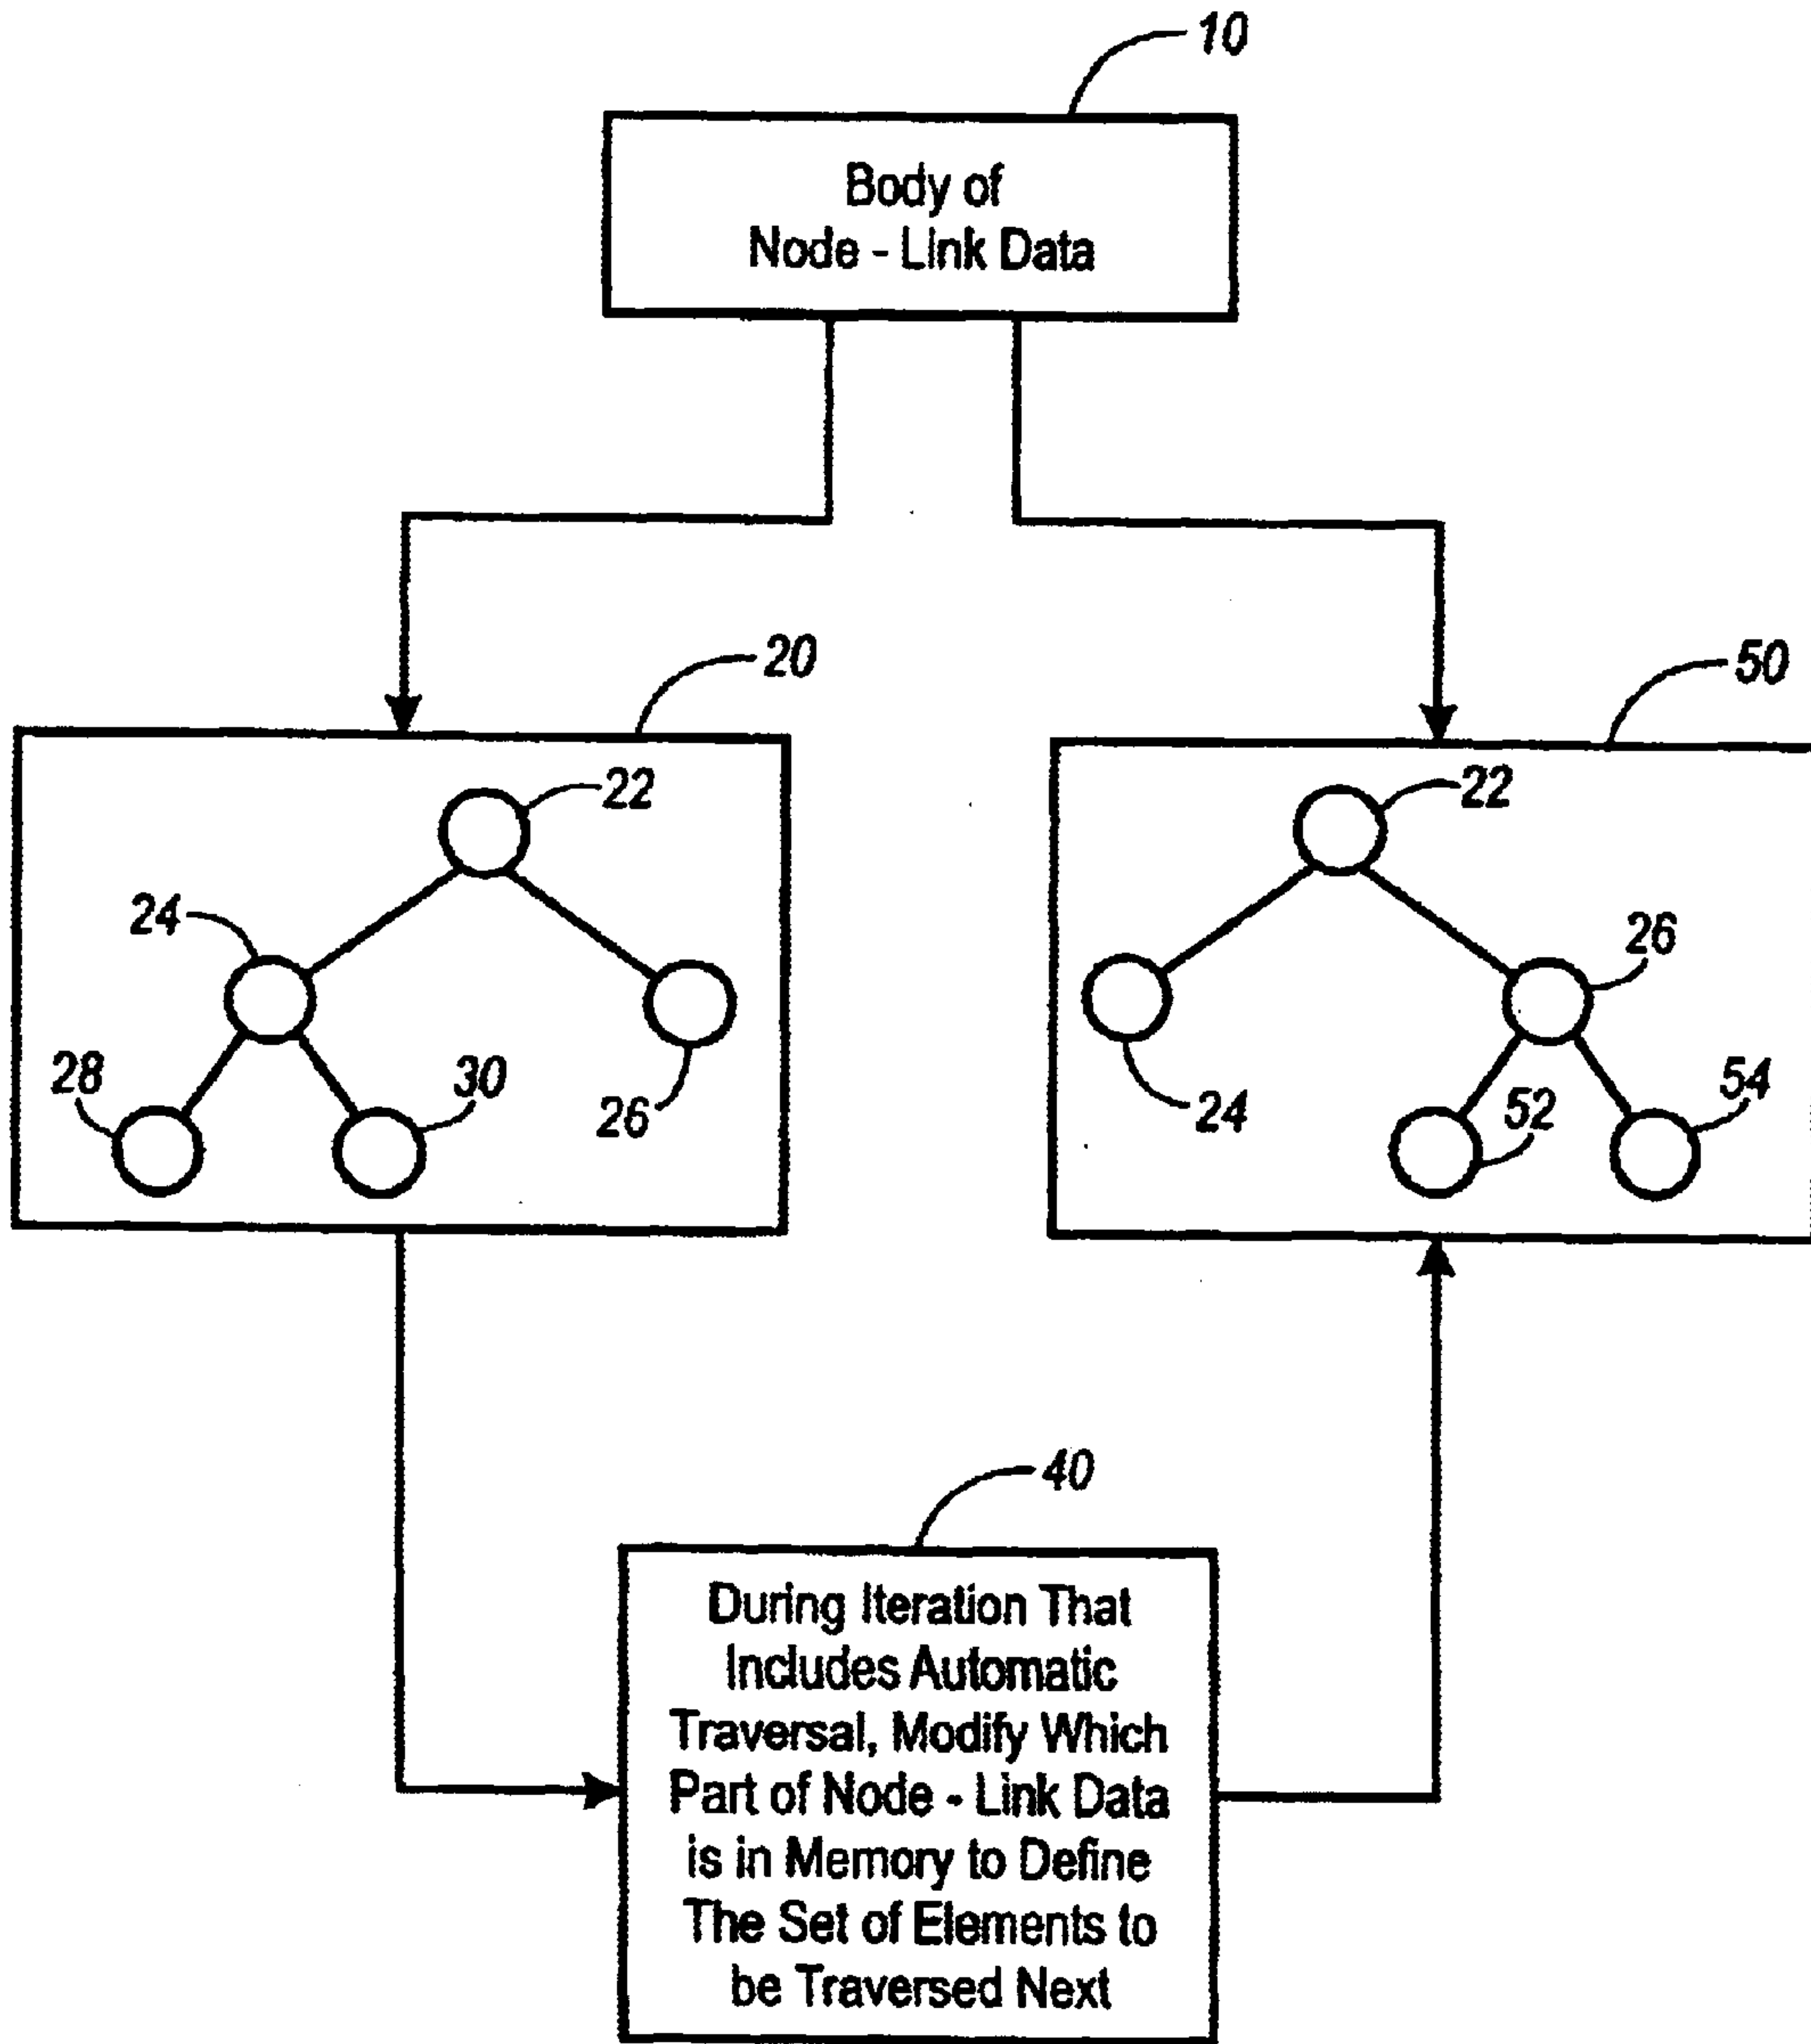 10
Body of
Node - Link Data
20
50
22
24
28
30
26
22
26
24
52
54
40
During Iteration That
Includes Automatic
Traversal, Modify Which
Part of Node - Link Data
is in Memory to Define
The Set of Elements to
be Traversed Next